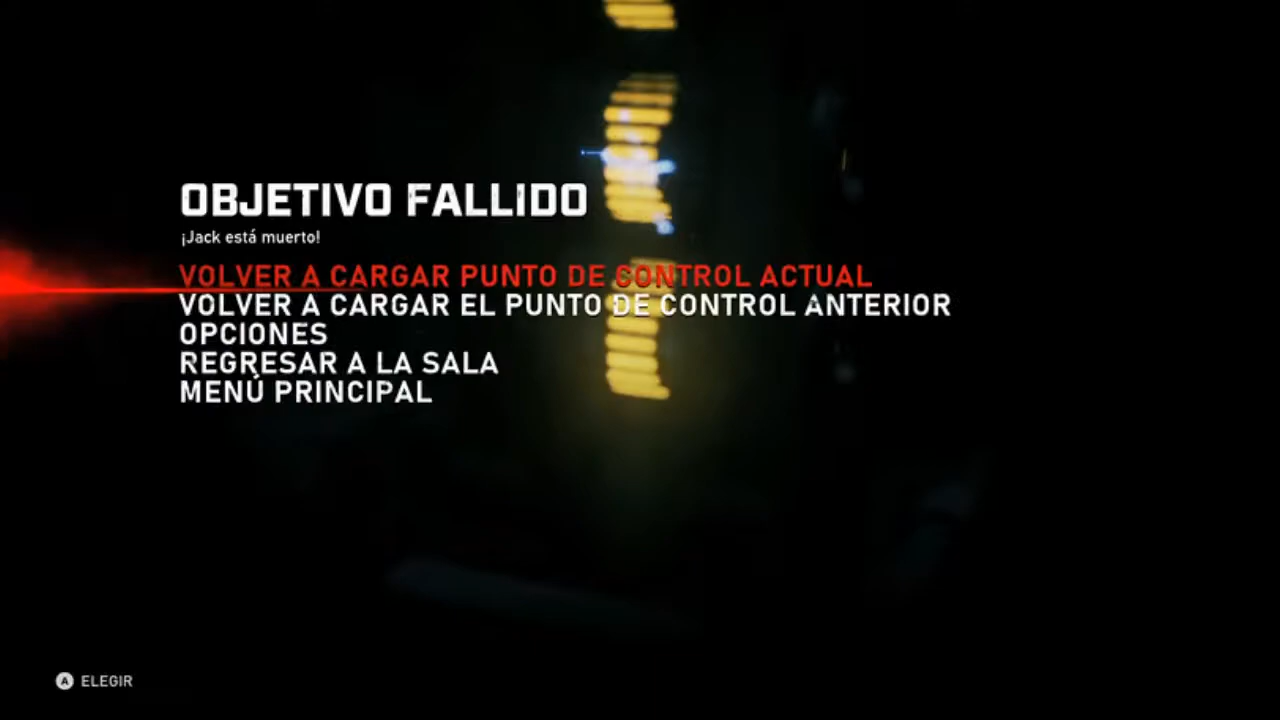 OBJETIVO FALLIDO
¡Jack está muerto!
VOLVER A CARGAR PUNTO DE CONTROL ACTUAL
VOLVER A CARGAR EL PUNTO DE CONTROL ANTERIOR
OPCIONES
REGRESAR A LA SALA
MENÚ PRINCIPAL
A ELEGIR